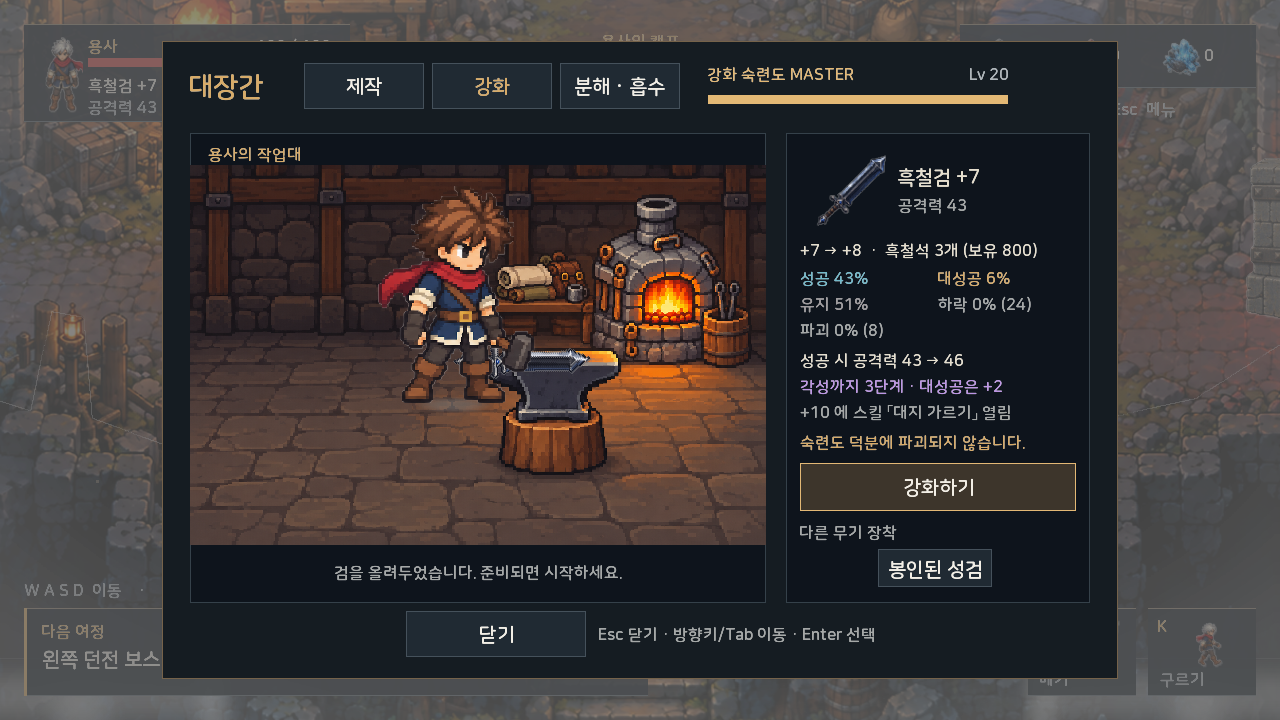 용사
흑철검 +7
공격력 43
0
Esc 메뉴
대장간
제작
강화
분해 · 흡수
강화 숙련도 MASTER
Lv 20
용사의 작업대
흑철검 +7
공격력 43
+7 → +8 · 흑철석 3개 (보유 800)
성공 43%
대성공 6%
유지 51%
하락 0% (24)
파괴 0% (8)
성공 시 공격력 43 → 46
각성까지 3단계 · 대성공은 +2
+10 에 스킬 「대지 가르기」 열림
숙련도 덕분에 파괴되지 않습니다.
강화하기
다른 무기 장착
봉인된 성검
검을 올려두었습니다. 준비되면 시작하세요.
닫기
Esc 닫기 · 방향키/Tab 이동 · Enter 선택
W A S D 이동 ·
다음 여정
왼쪽 던전 보스
K
구르기